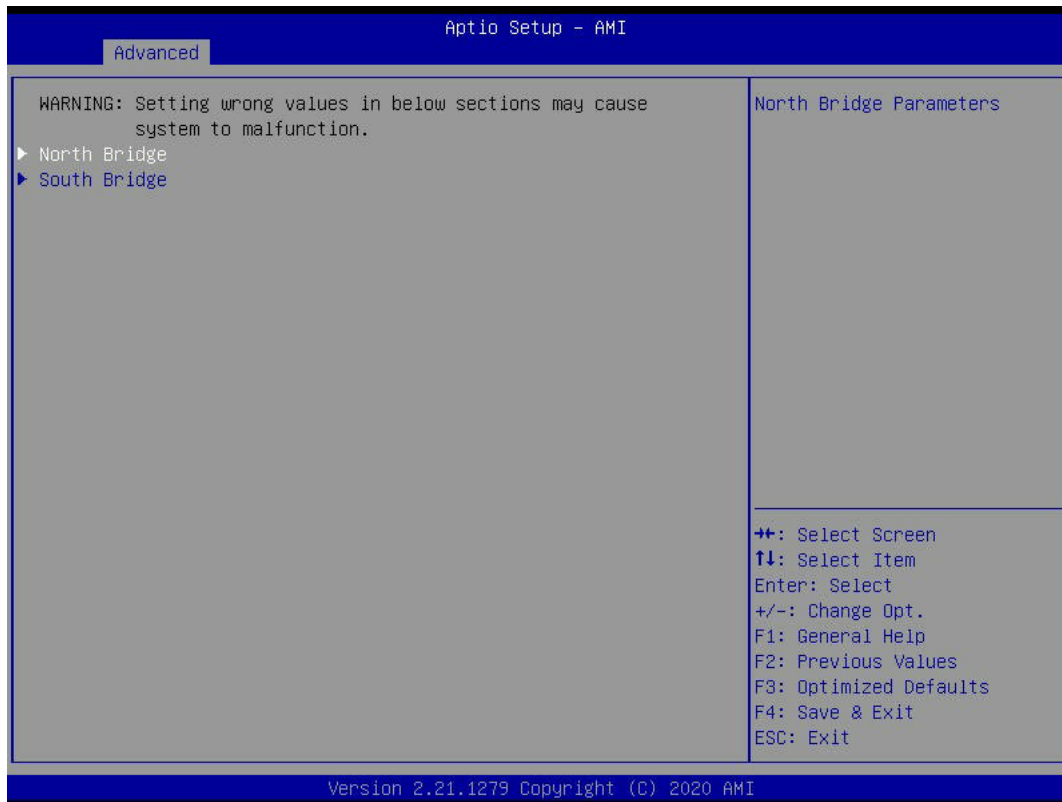 Aptio Setup - AMI
Advanced
WARNING: Setting wrong values in below sections may cause
system to malfunction.
North Bridge
South Bridge
North Bridge Parameters
→←: Select Screen
↑↓: Select Item
Enter: Select
+/-: Change Opt.
F1: General Help
F2: Previous Values
F3: Optimized Defaults
F4: Save & Exit
ESC: Exit
Version 2.21.1279 Copyright (C) 2020 AMI